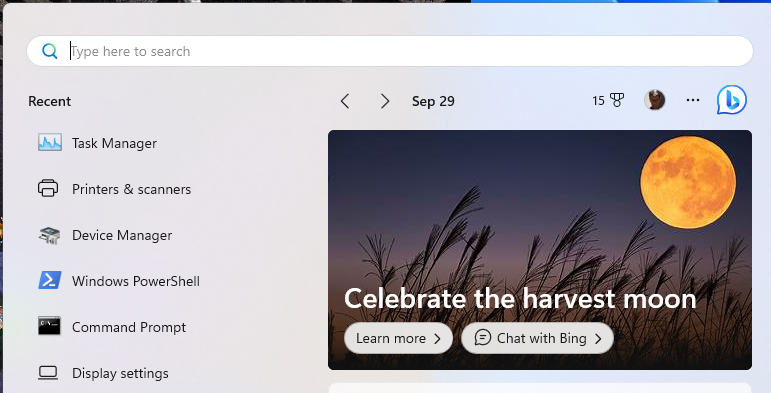 Type here to search
Recent
Sep 29
15
Task Manager
Printers & scanners
Device Manager
Windows PowerShell
Command Prompt
Display settings
Celebrate the harvest moon
Learn more
Chat with Bing